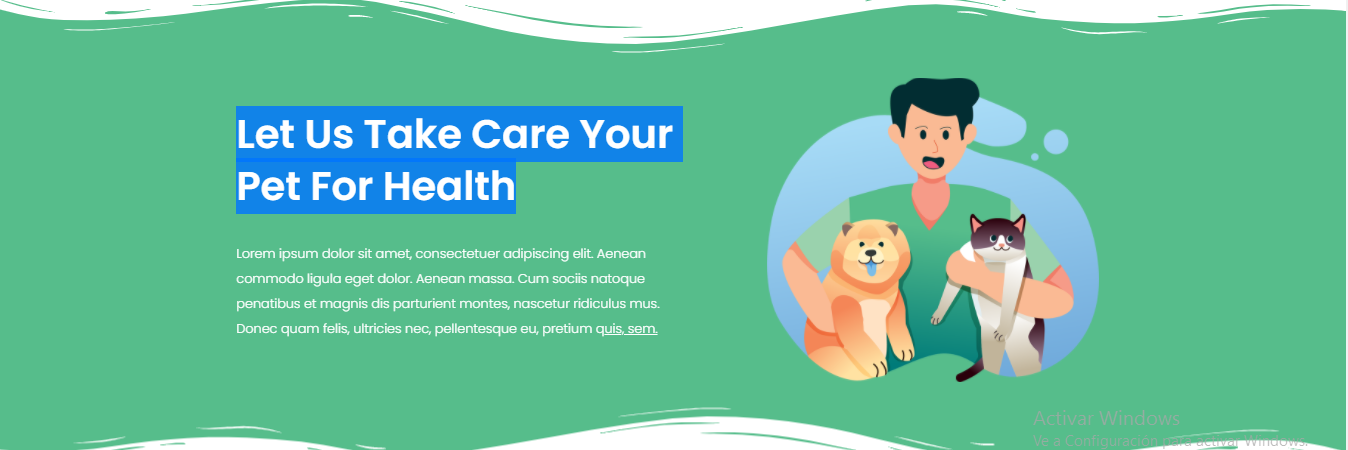 Let Us Take Care Your
Pet For Health
Lorem ipsum dolor sit amet, consectetuer adipiscing elit. Aenean
commodo ligula eget dolor. Aenean massa. Cum sociis natoque
penatibus et magnis dis parturient montes, nascetur ridiculus mus.
Donec quam felis, ultricies nec, pellentesque eu, pretium quis, sem.
Activar Windows
Ve a Configuración para activar Windows.